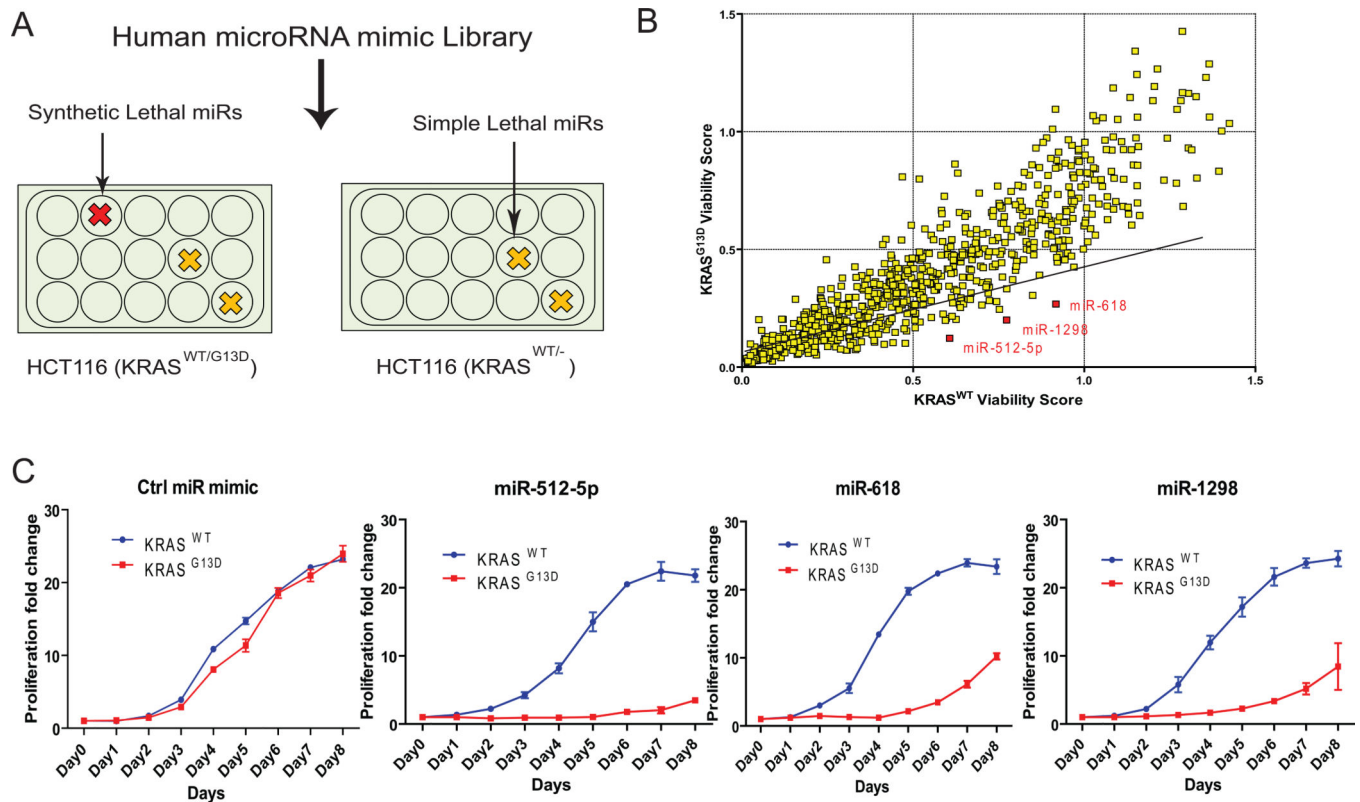 A
Human microRNA mimic Library
Synthetic Lethal miRs
Simple Lethal miRs
HCT116 (KRAS^WT/G13D)
HCT116 (KRAS^WT/-)
B
KRAS^G13D Viability Score
1.5
1.0
0.5
0.0
miR-618
miR-1298
miR-512-5p
0.0
0.5
1.0
1.5
KRAS^WT Viability Score
C
Ctrl miR mimic
Proliferation fold change
30
20
10
0
KRAS WT
KRAS G13D
Day0
Day1
Day2
Day3
Day4
Day5
Day6
Day7
Day8
Days
miR-512-5p
Proliferation fold change
30
20
10
0
KRAS WT
KRAS G13D
Day0
Day1
Day2
Day3
Day4
Day5
Day6
Day7
Day8
Days
miR-618
Proliferation fold change
30
20
10
0
KRAS WT
KRAS G13D
Day0
Day1
Day2
Day3
Day4
Day5
Day6
Day7
Day8
Days
miR-1298
Proliferation fold change
30
20
10
0
KRAS WT
KRAS G13D
Day0
Day1
Day2
Day3
Day4
Day5
Day6
Day7
Day8
Days